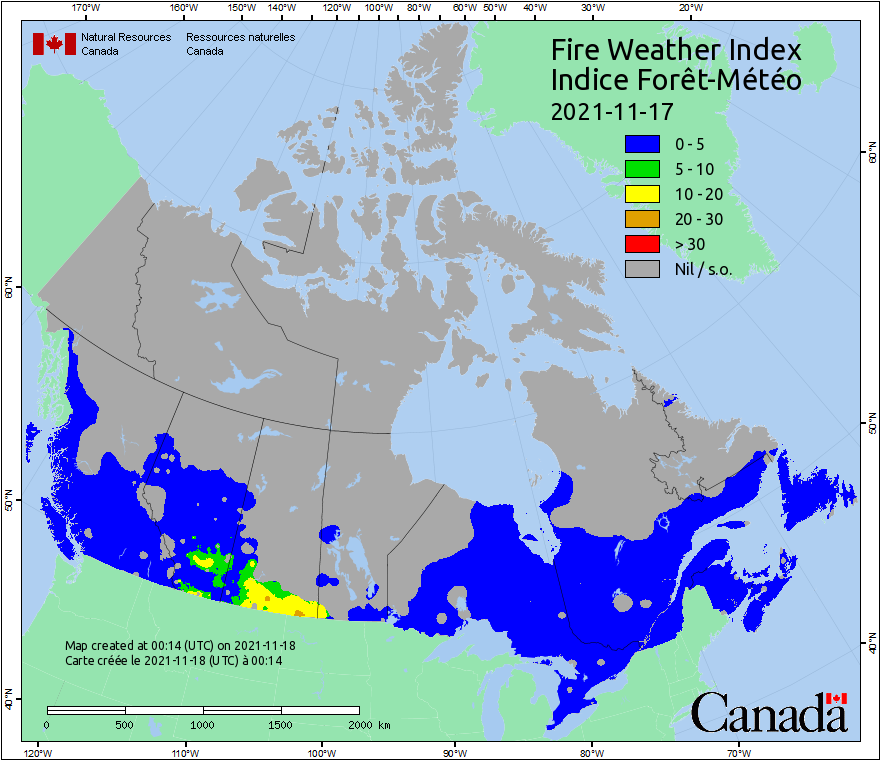 170°W 160°W 150°W 140°W 130°W 120°W 110°W 100°W 90°W 80°W 70°W 60°W 50°W 40°W 30°W 20°W
Natural Resources Ressources naturelles
Canada Canada
Fire Weather Index
Indice Forêt-Météo
2021-11-17
0 - 5
5 - 10
10 - 20
20 - 30
> 30
Nil / s.o.
60°N
60°N
50°N
50°N
40°N
40°N
Map created at 00:14 (UTC) on 2021-11-18
Carte créée le 2021-11-18 (UTC) à 00:14
0 500 1000 1500 2000 km
Canada
120°W 110°W 100°W 90°W 80°W 70°W